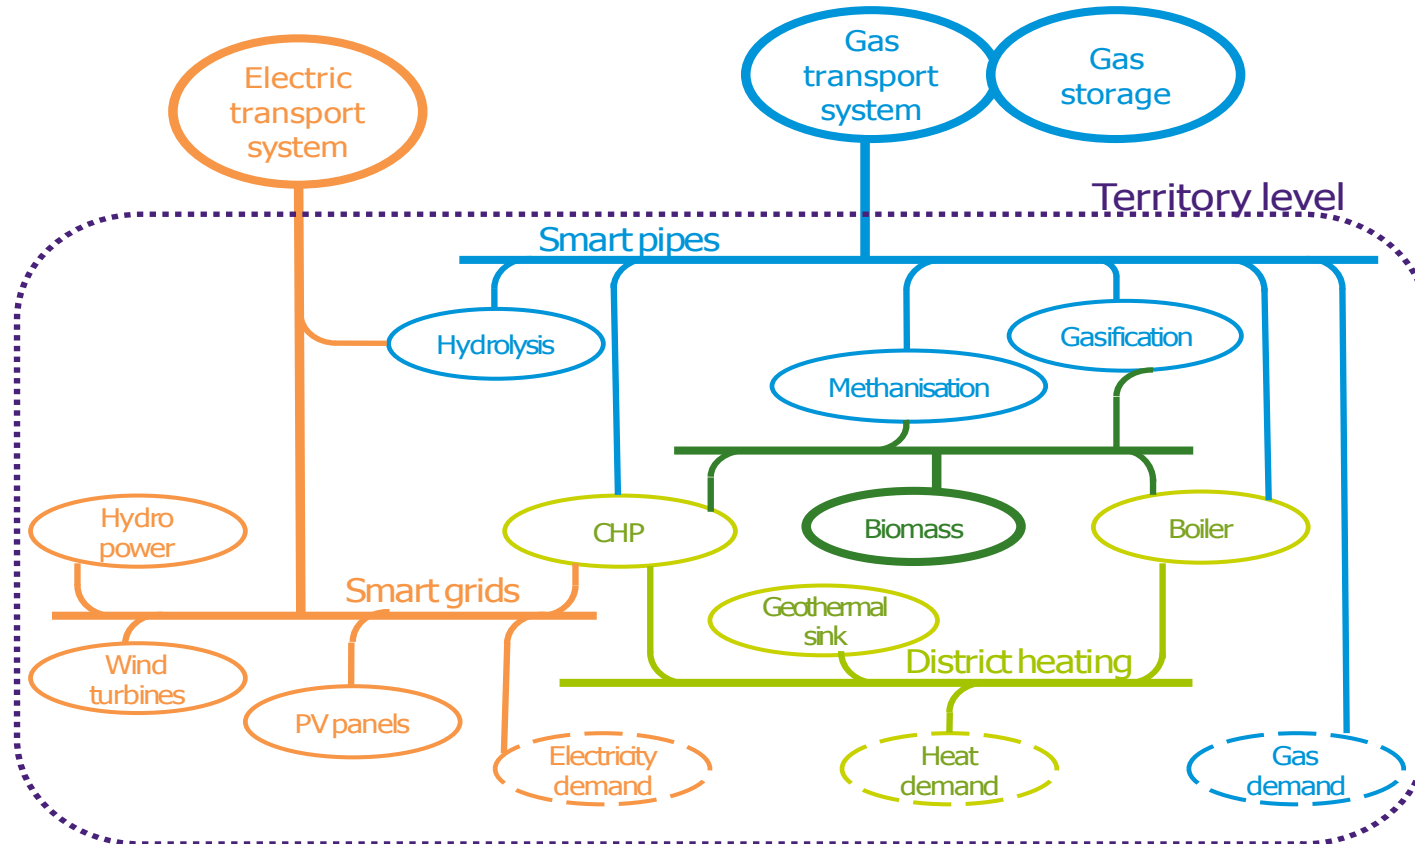 Electric
transport
system
Gas
transport
system
Gas
storage
Territory level
Smart pipes
Hydrolysis
Gasification
Methanisation
Hydro
power
CHP
Biomass
Boiler
Smart grids
Geothermal
sink
District heating
Wind
turbines
PV panels
Electricity
demand
Heat
demand
Gas
demand